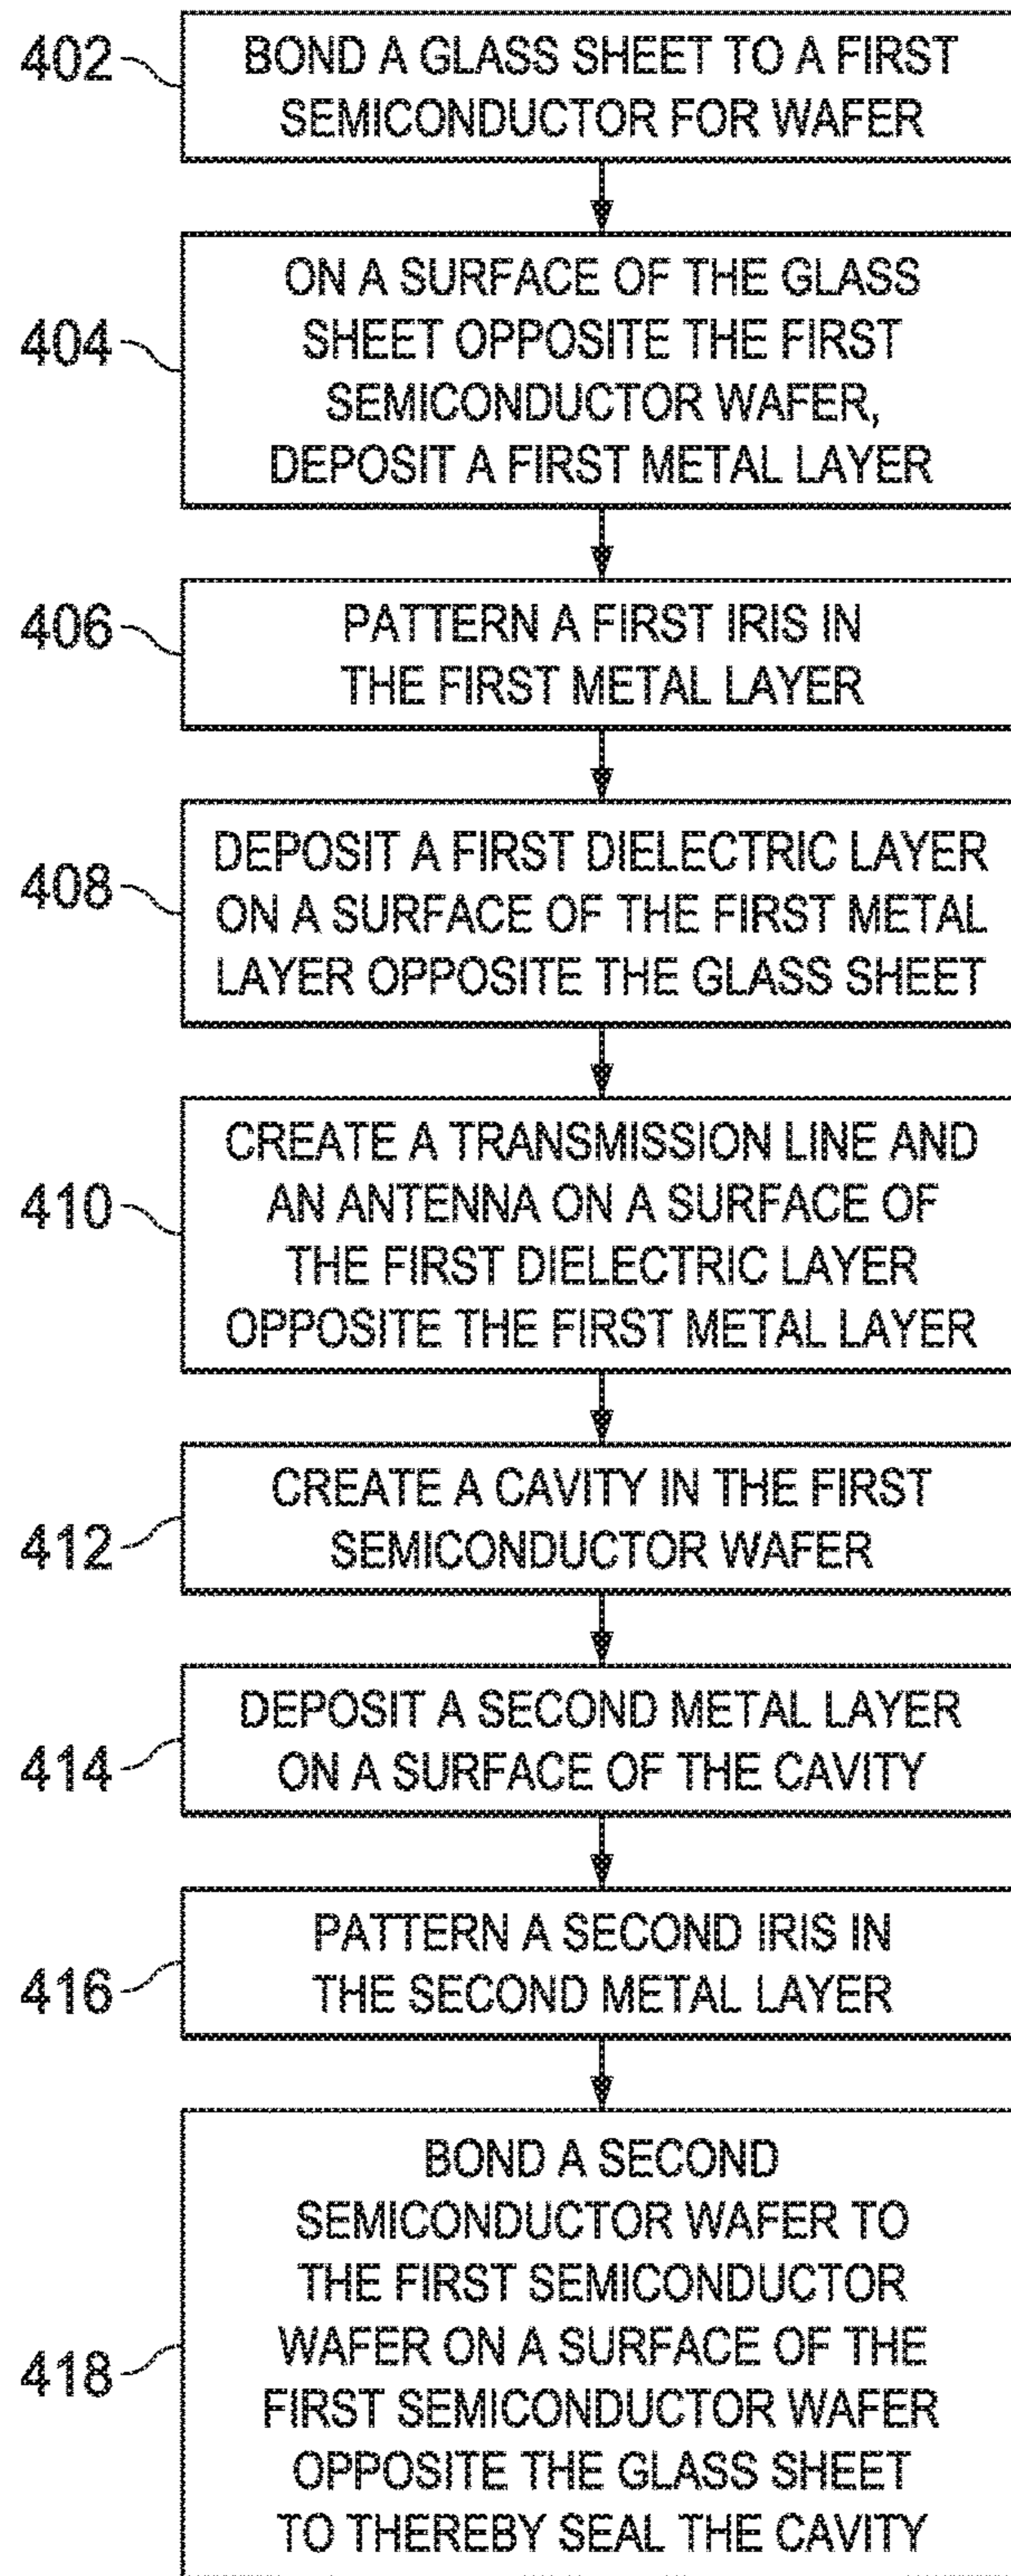 402
BOND A GLASS SHEET TO A FIRST
SEMICONDUCTOR FOR WAFER
404
ON A SURFACE OF THE GLASS
SHEET OPPOSITE THE FIRST
SEMICONDUCTOR WAFER,
DEPOSIT A FIRST METAL LAYER
406
PATTERN A FIRST IRIS IN
THE FIRST METAL LAYER
408
DEPOSIT A FIRST DIELECTRIC LAYER
ON A SURFACE OF THE FIRST METAL
LAYER OPPOSITE THE GLASS SHEET
410
CREATE A TRANSMISSION LINE AND
AN ANTENNA ON A SURFACE OF
THE FIRST DIELECTRIC LAYER
OPPOSITE THE FIRST METAL LAYER
412
CREATE A CAVITY IN THE FIRST
SEMICONDUCTOR WAFER
414
DEPOSIT A SECOND METAL LAYER
ON A SURFACE OF THE CAVITY
416
PATTERN A SECOND IRIS IN
THE SECOND METAL LAYER
418
BOND A SECOND
SEMICONDUCTOR WAFER TO
THE FIRST SEMICONDUCTOR
WAFER ON A SURFACE OF THE
FIRST SEMICONDUCTOR WAFER
OPPOSITE THE GLASS SHEET
TO THEREBY SEAL THE CAVITY